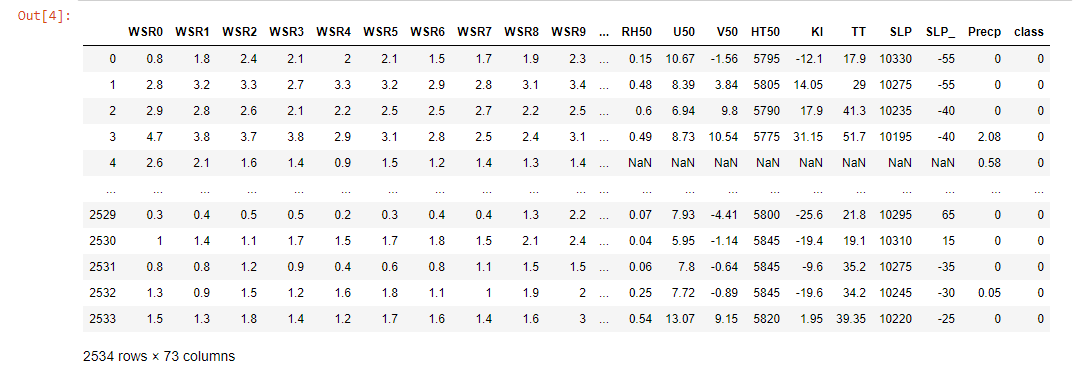 Out[4]:
WSR0 WSR1 WSR2 WSR3 WSR4 WSR5 WSR6 WSR7 WSR8 WSR9 ... RH50 U50 V50 HT50 KI TT SLP SLP_ Precp class
0 0.8 1.8 2.4 2.1 2 2.1 1.5 1.7 1.9 2.3 ... 0.15 10.67 -1.56 5795 -12.1 17.9 10330 -55 0 0
1 2.8 3.2 3.3 2.7 3.3 3.2 2.9 2.8 3.1 3.4 ... 0.48 8.39 3.84 5805 14.05 29 10275 -55 0 0
2 2.9 2.8 2.6 2.1 2.2 2.5 2.5 2.7 2.2 2.5 ... 0.6 6.94 9.8 5790 17.9 41.3 10235 -40 0 0
3 4.7 3.8 3.7 3.8 2.9 3.1 2.8 2.5 2.4 3.1 ... 0.49 8.73 10.54 5775 31.15 51.7 10195 -40 2.08 0
4 2.6 2.1 1.6 1.4 0.9 1.5 1.2 1.4 1.3 1.4 ... NaN NaN NaN NaN NaN NaN NaN NaN 0.58 0
... ... ... ... ... ... ... ... ... ... ... ... ... ... ... ... ... ... ... ... ... ...
2529 0.3 0.4 0.5 0.5 0.2 0.3 0.4 0.4 1.3 2.2 ... 0.07 7.93 -4.41 5800 -25.6 21.8 10295 65 0 0
2530 1 1.4 1.1 1.7 1.5 1.7 1.8 1.5 2.1 2.4 ... 0.04 5.95 -1.14 5845 -19.4 19.1 10310 15 0 0
2531 0.8 0.8 1.2 0.9 0.4 0.6 0.8 1.1 1.5 1.5 ... 0.06 7.8 -0.64 5845 -9.6 35.2 10275 -35 0 0
2532 1.3 0.9 1.5 1.2 1.6 1.8 1.1 1 1.9 2 ... 0.25 7.72 -0.89 5845 -19.6 34.2 10245 -30 0.05 0
2533 1.5 1.3 1.8 1.4 1.2 1.7 1.6 1.4 1.6 3 ... 0.54 13.07 9.15 5820 1.95 39.35 10220 -25 0 0
2534 rows × 73 columns